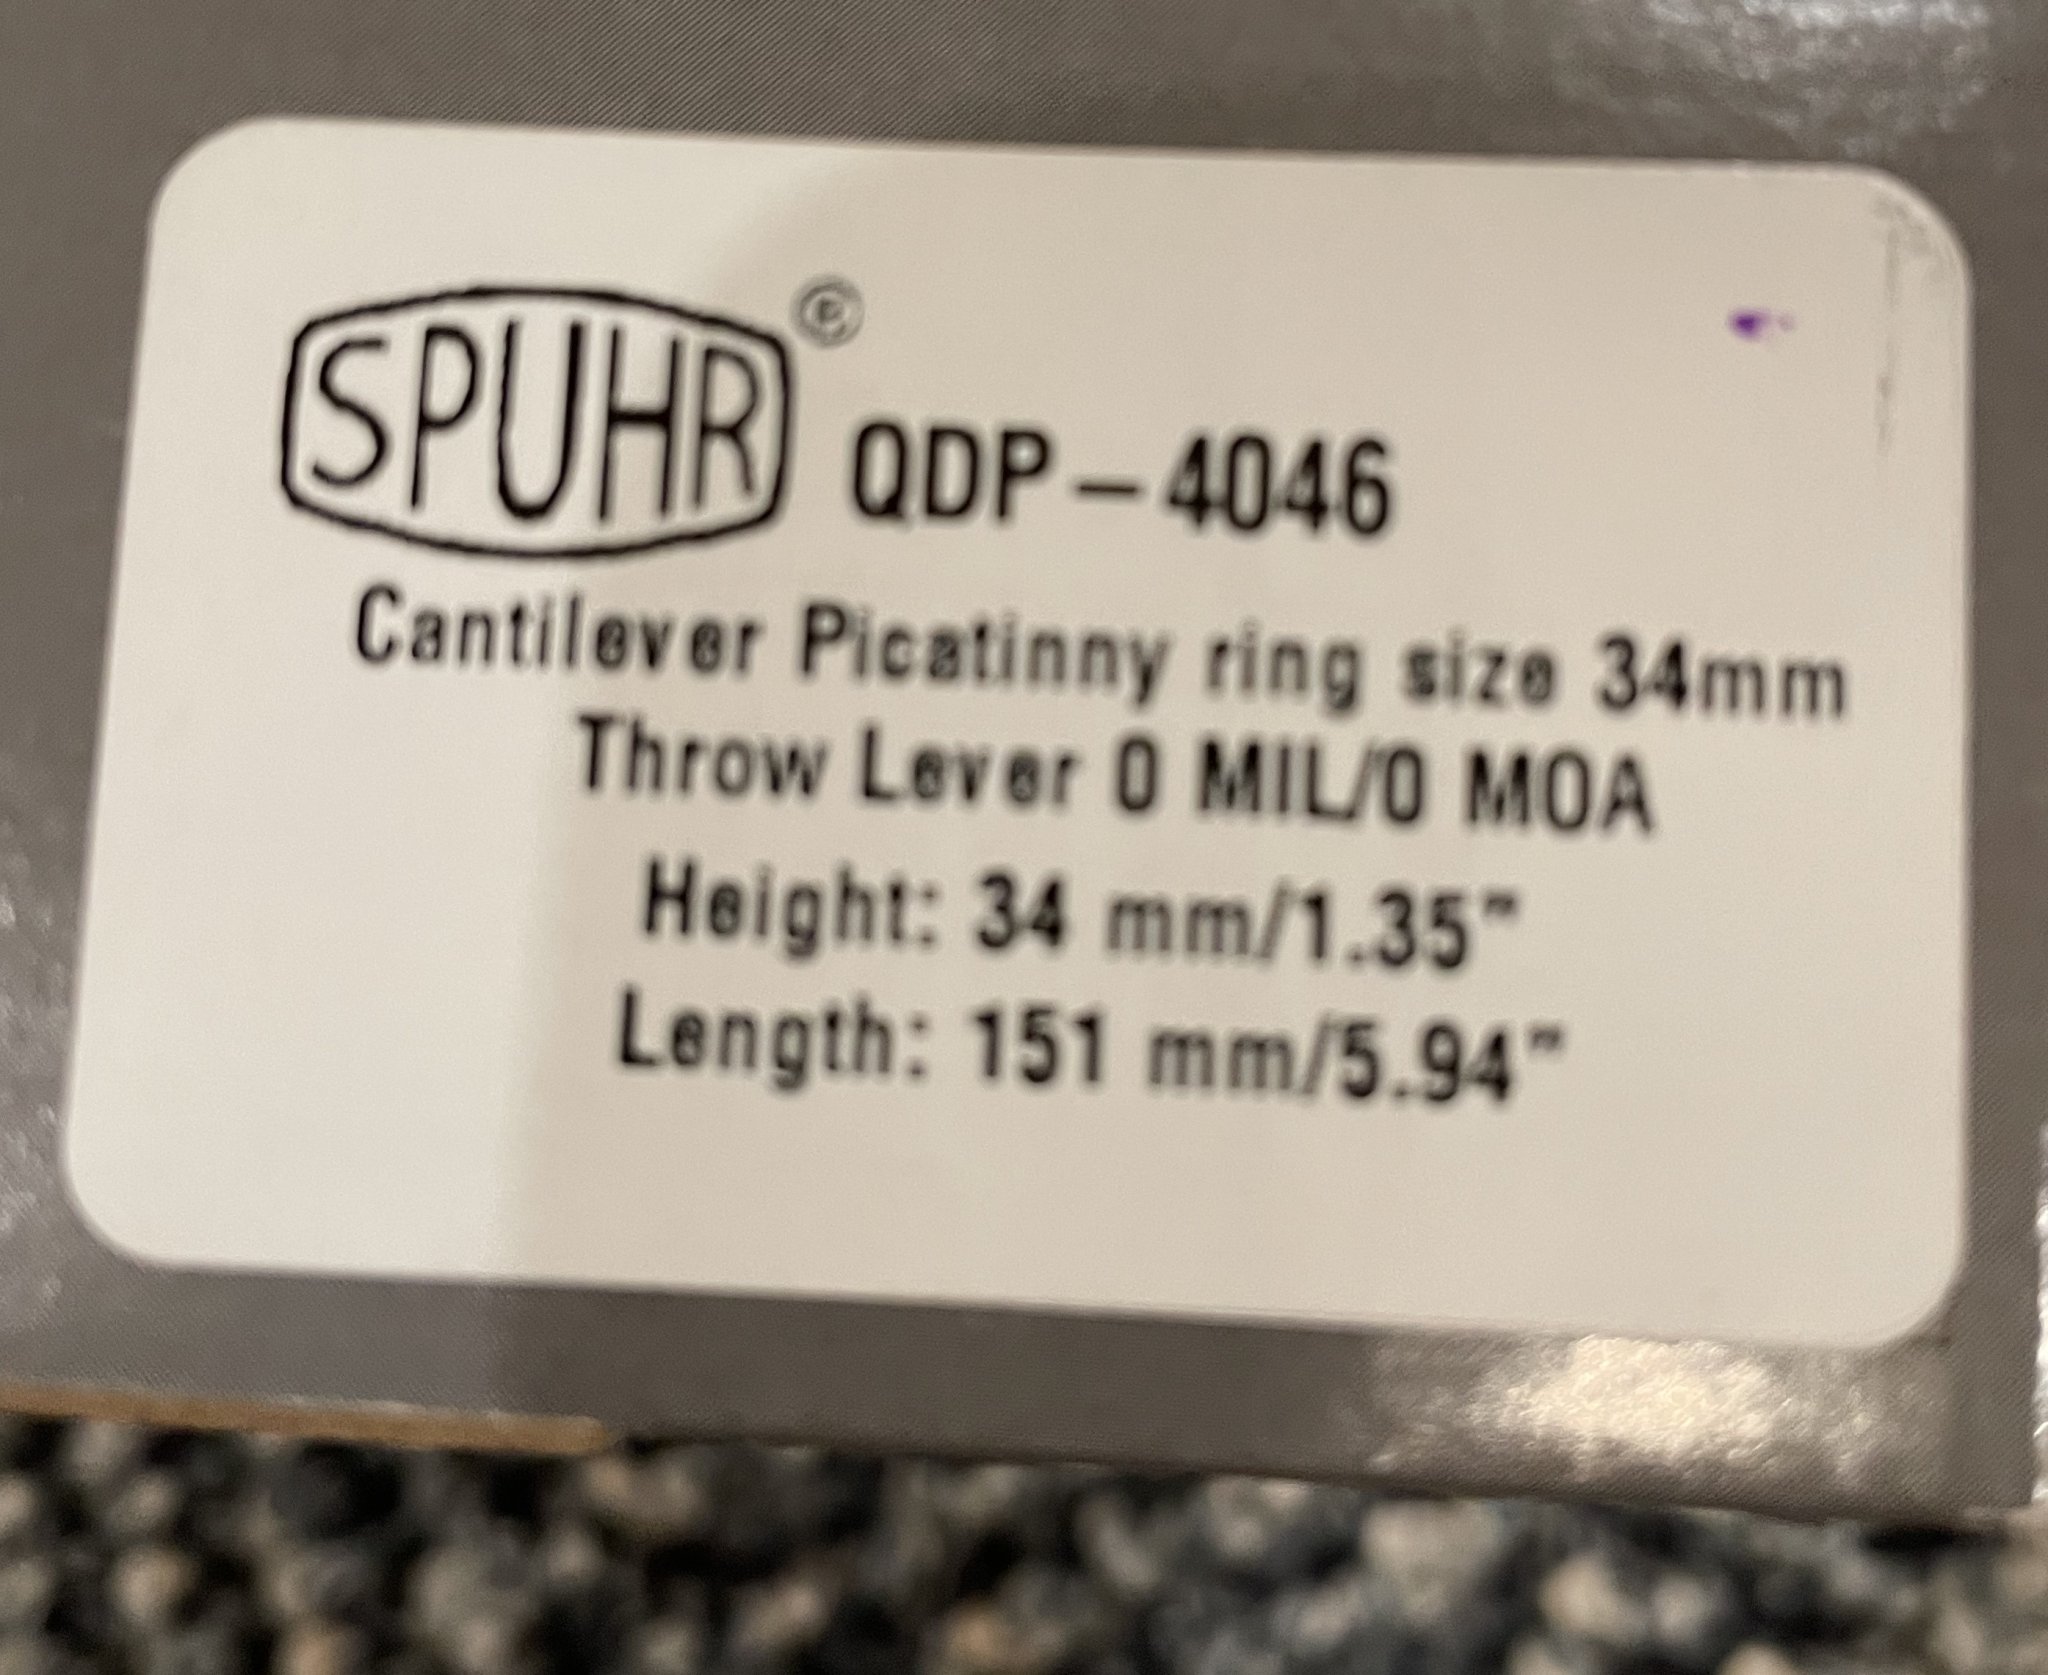 SPUHR
QDP-4046
Cantilever Picatinny ring size 34mm
Throw Lever 0 MIL/0 MOA
Height: 34 mm/1.35"
Length: 151 mm/5.94"